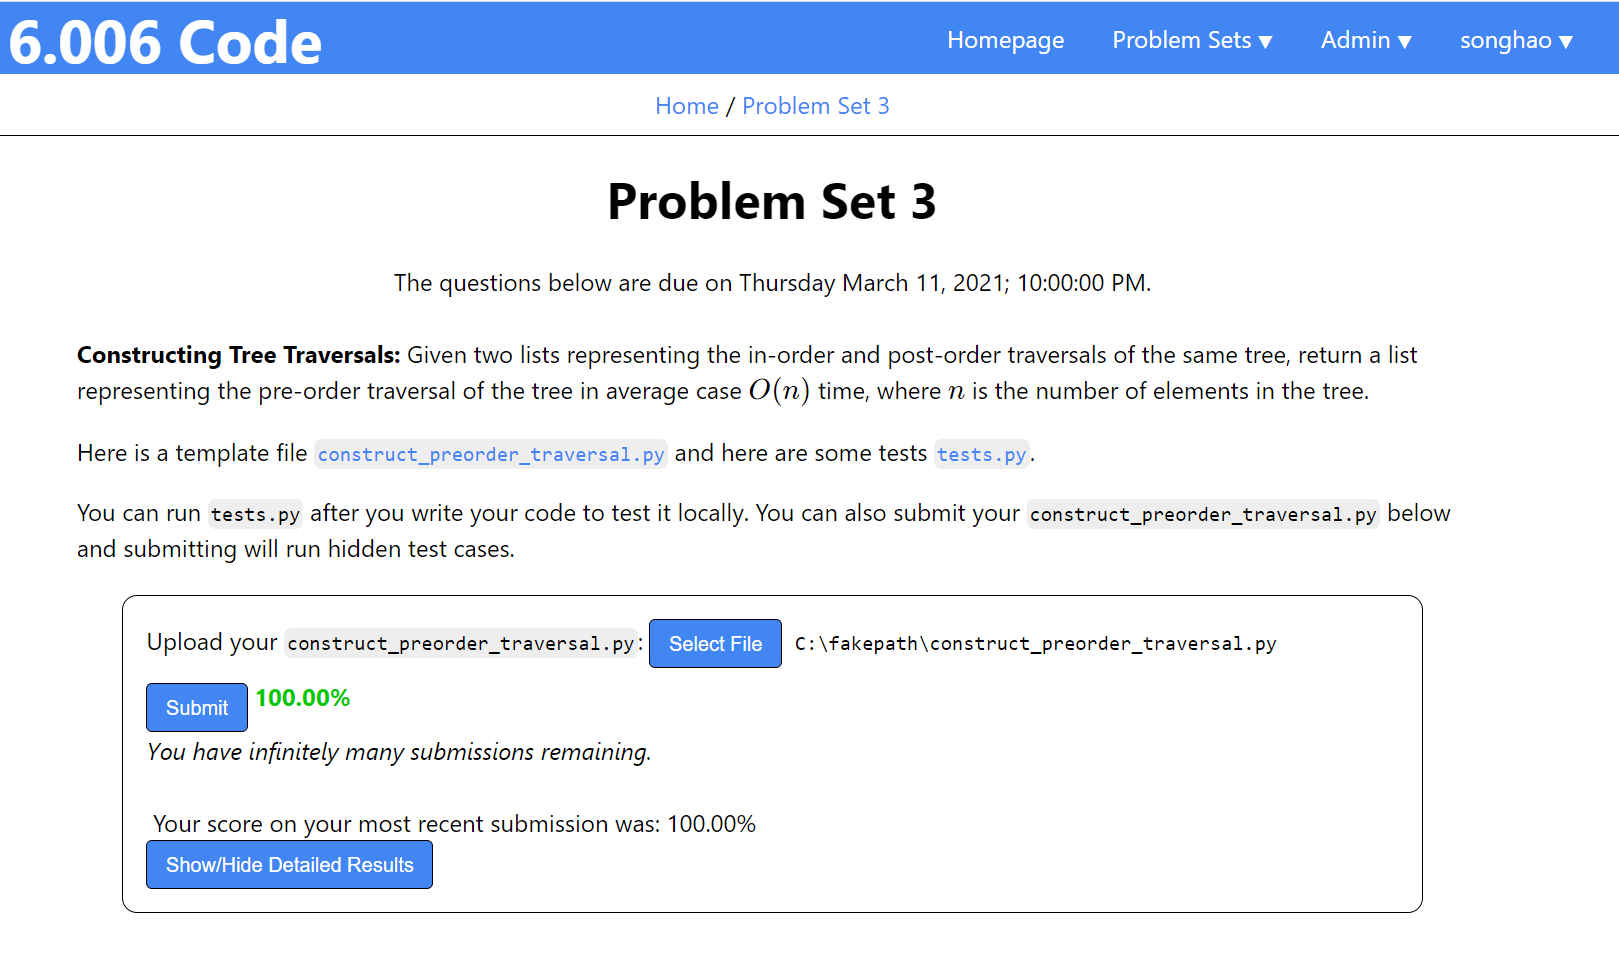 6.006 Code
Homepage Problem Sets ▼ Admin ▼ songhao ▼
Home / Problem Set 3
Problem Set 3
The questions below are due on Thursday March 11, 2021; 10:00:00 PM.
Constructing Tree Traversals: Given two lists representing the in-order and post-order traversals of the same tree, return a list
representing the pre-order traversal of the tree in average case O(n) time, where n is the number of elements in the tree.
Here is a template file construct_preorder_traversal.py and here are some tests tests.py.
You can run tests.py after you write your code to test it locally. You can also submit your construct_preorder_traversal.py below
and submitting will run hidden test cases.
Upload your construct_preorder_traversal.py: Select File C:\fakepath\construct_preorder_traversal.py
Submit 100.00%
You have infinitely many submissions remaining.
Your score on your most recent submission was: 100.00%
Show/Hide Detailed Results